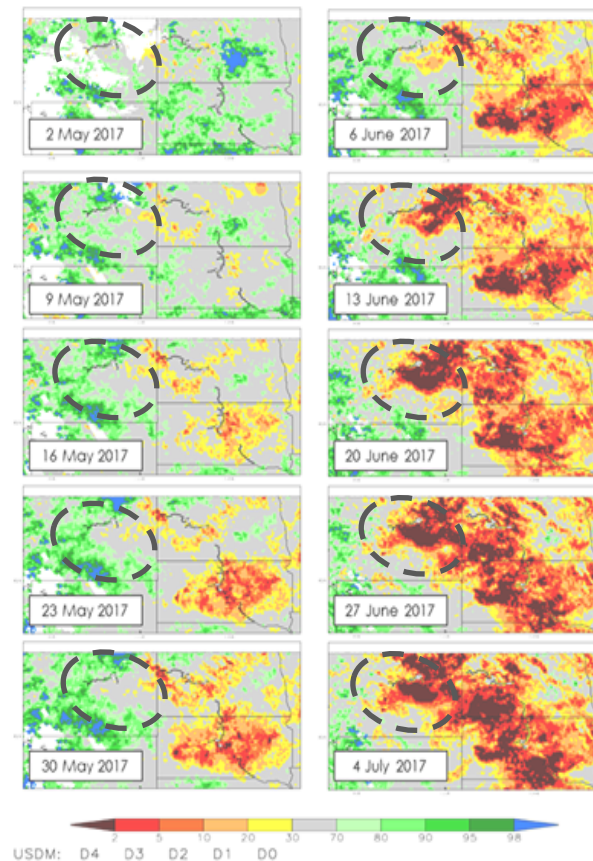 2 May 2017
6 June 2017
9 May 2017
13 June 2017
16 May 2017
20 June 2017
23 May 2017
27 June 2017
30 May 2017
4 July 2017
2 5 10 20 30 70 80 90 95 98
USDM: D4 D3 D2 D1 D0